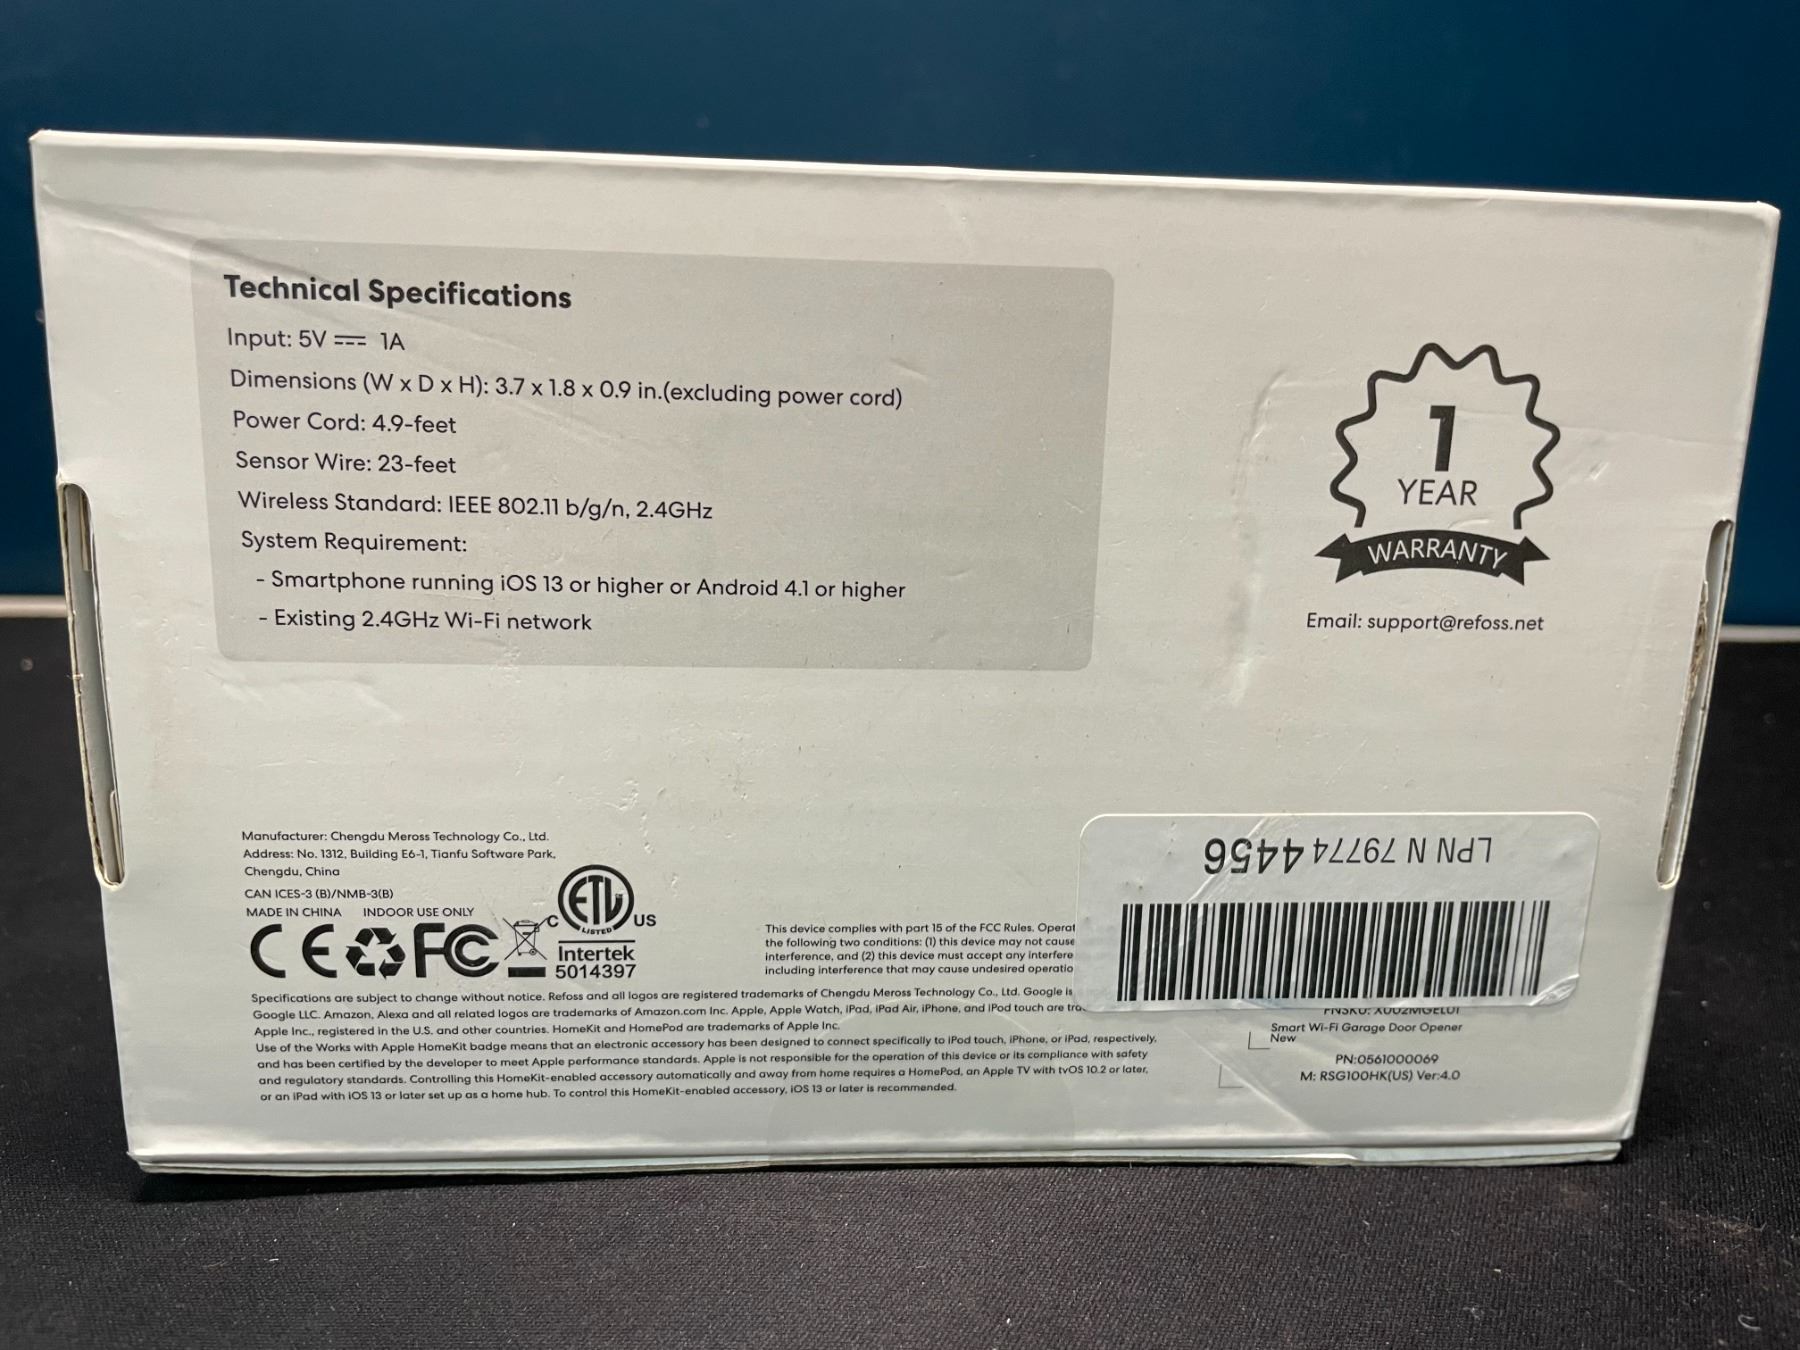 Technical Specifications
Input: 5V ⎓ 1A
Dimensions (W x D x H): 3.7 x 1.8 x 0.9 in.(excluding power cord)
Power Cord: 4.9-feet
Sensor Wire: 23-feet
Wireless Standard: IEEE 802.11 b/g/n, 2.4GHz
System Requirement:
- Smartphone running iOS 13 or higher or Android 4.1 or higher
- Existing 2.4GHz Wi-Fi network
1
YEAR
WARRANTY
Email: support@refoss.net
Manufacturer: Chengdu Meross Technology Co., Ltd.
Address: No. 1312, Building E6-1, Tianfu Software Park,
Chengdu, China
CAN ICES-3 (B)/NMB-3(B)
MADE IN CHINA INDOOR USE ONLY
CE FC
C ETL US
LISTED
Intertek
5014397
This device complies with part 15 of the FCC Rules. Operat
the following two conditions: (1) this device may not cause
interference, and (2) this device must accept any interfere
including interference that may cause undesired operatio
Specifications are subject to change without notice. Refoss and all logos are registered trademarks of Chengdu Meross Technology Co., Ltd. Google is
Google LLC. Amazon, Alexa and all related logos are trademarks of Amazon.com Inc. Apple, Apple Watch, iPad, iPad Air, iPhone, and iPod touch are
Apple Inc., registered in the U.S. and other countries. HomeKit and HomePod are trademarks of Apple Inc.
Use of the Works with Apple HomeKit badge means that an electronic accessory has been designed to connect specifically to iPod touch, iPhone, or iPad, respectively,
and has been certified by the developer to meet Apple performance standards. Apple is not responsible for the operation of this device or its compliance with safety
and regulatory standards. Controlling this HomeKit-enabled accessory automatically and away from home requires a HomePod, an Apple TV with tvOS 10.2 or later,
or an iPad with iOS 13 or later set up as a home hub. To control this HomeKit-enabled accessory, iOS 13 or later is recommended.
LPN N 79774 4456
FNSKU:
Smart Wi-Fi Garage Door Opener
New
PN:0561000069
M: RSG100HK(US) Ver:4.0